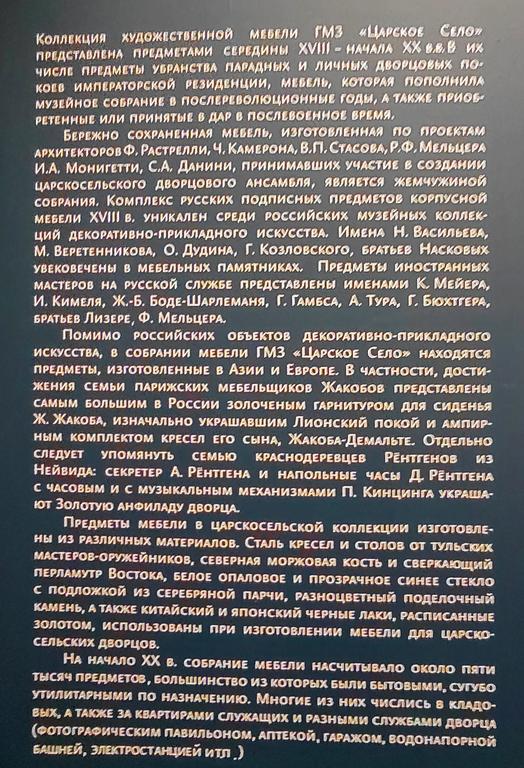 Коллекция художественной мебели ГМЗ «Царское Село»
представлена предметами середины XVIII – начала XX в.в. В их
числе предметы убранства парадных и личных дворцовых по-
коев императорской резиденции, мебель, которая пополнила
музейное собрание в послереволюционные годы, а также приоб-
ретенные или принятые в дар в послевоенное время.
Бережно сохраненная мебель, изготовленная по проектам
архитекторов Ф. Растрелли, Ч. Камерона, В.П. Стасова, Р.Ф. Мельцера
И.А. Монигетти, С.А. Данини, принимавших участие в создании
царскосельского дворцового ансамбля, является жемчужиной
собрания. Комплекс русских подписных предметов корпусной
мебели XVIII в. уникален среди российских музейных коллек-
ций декоративно-прикладного искусства. Имена Н. Васильева,
М. Веретенникова, О. Дудина, Г. Козловского, братьев Насковых
увековечены в мебельных памятниках. Предметы иностранных
мастеров на русской службе представлены именами К. Мейера,
И. Кимеля, Ж.-Б. Боде-Шарлеманя, Г. Гамбса, А. Тура, Г. Бюхтгера,
братьев Лизере, Ф. Мельцера.
Помимо российских объектов декоративно-прикладного
искусства, в собрании мебели ГМЗ «Царское Село» находятся
предметы, изготовленные в Азии и Европе. В частности, дости-
жения семьи парижских мебельщиков Жакобов представлены
самым большим в России золоченым гарнитуром для сиденья
Ж. Жакоба, изначально украшавшим Лионский покой и ампир-
ным комплектом кресел его сына, Жакоба-Демальте. Отдельно
следует упомянуть семью краснодеревцев Рёнтгенов из
Нейвида: секретер А. Рёнтгена и напольные часы Д. Рёнтгена
с часовым и с музыкальным механизмами П. Кинцинга украша-
ют Золотую анфиладу дворца.
Предметы мебели в царскосельской коллекции изготовле-
ны из различных материалов. Сталь кресел и столов от тульских
мастеров-оружейников, северная моржовая кость и сверкающий
перламутр Востока, белое опаловое и прозрачное синее стекло
с подложкой из серебряной парчи, разноцветный поделочный
камень, а также китайский и японский черные лаки, расписанные
золотом, использованы при изготовлении мебели для царско-
сельских дворцов.
На начало XX в. собрание мебели насчитывало около пяти
тысяч предметов, большинство из которых были бытовыми, сугубо
утилитарными по назначению. Многие из них числись в кладо-
вых, а также за квартирами служащих и разными службами дворца
(фотографическим павильоном, аптекой, гаражом, водонапорной
башней, электростанцией и т.п .)